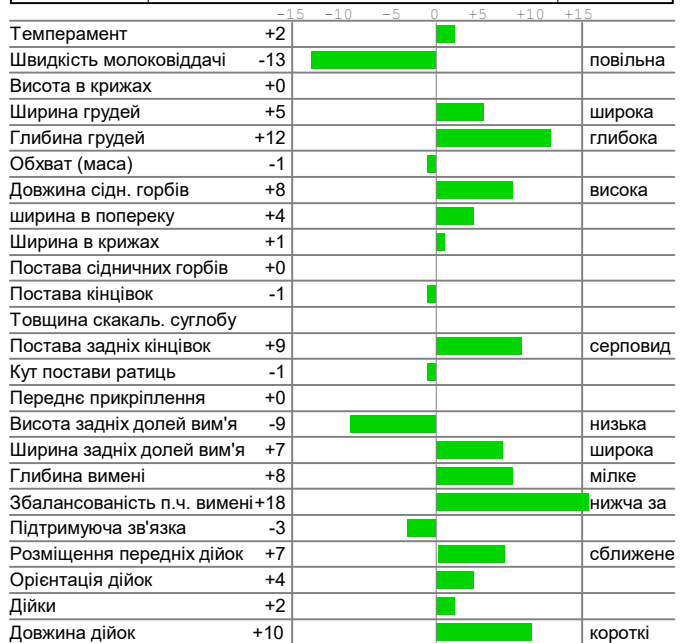 -15 -10 -5 0 +5 +10 +15
Темперамент +2
Швидкість молоковіддачі -13 повільна
Висота в крижах +0
Ширина грудей +5 широка
Глибина грудей +12 глибока
Обхват (маса) -1
Довжина сідн. горбів +8 висока
ширина в попереку +4
Ширина в крижах +1
Постава сідничних горбів +0
Постава кінцівок -1
Товщина скакаль. суглобу
Постава задніх кінцівок +9 серповид
Кут постави ратиць -1
Переднє прикріплення +0
Висота задніх долей вим'я -9 низька
Ширина задніх долей вим'я +7 широка
Глибина вимені +8 мілке
Збалансованість п.ч. вимені +18 нижча за
Підтримуюча зв'язка -3
Розміщення передніх дійок +7 сближене
Орієнтація дійок +4
Дійки +2
Довжина дійок +10 короткі